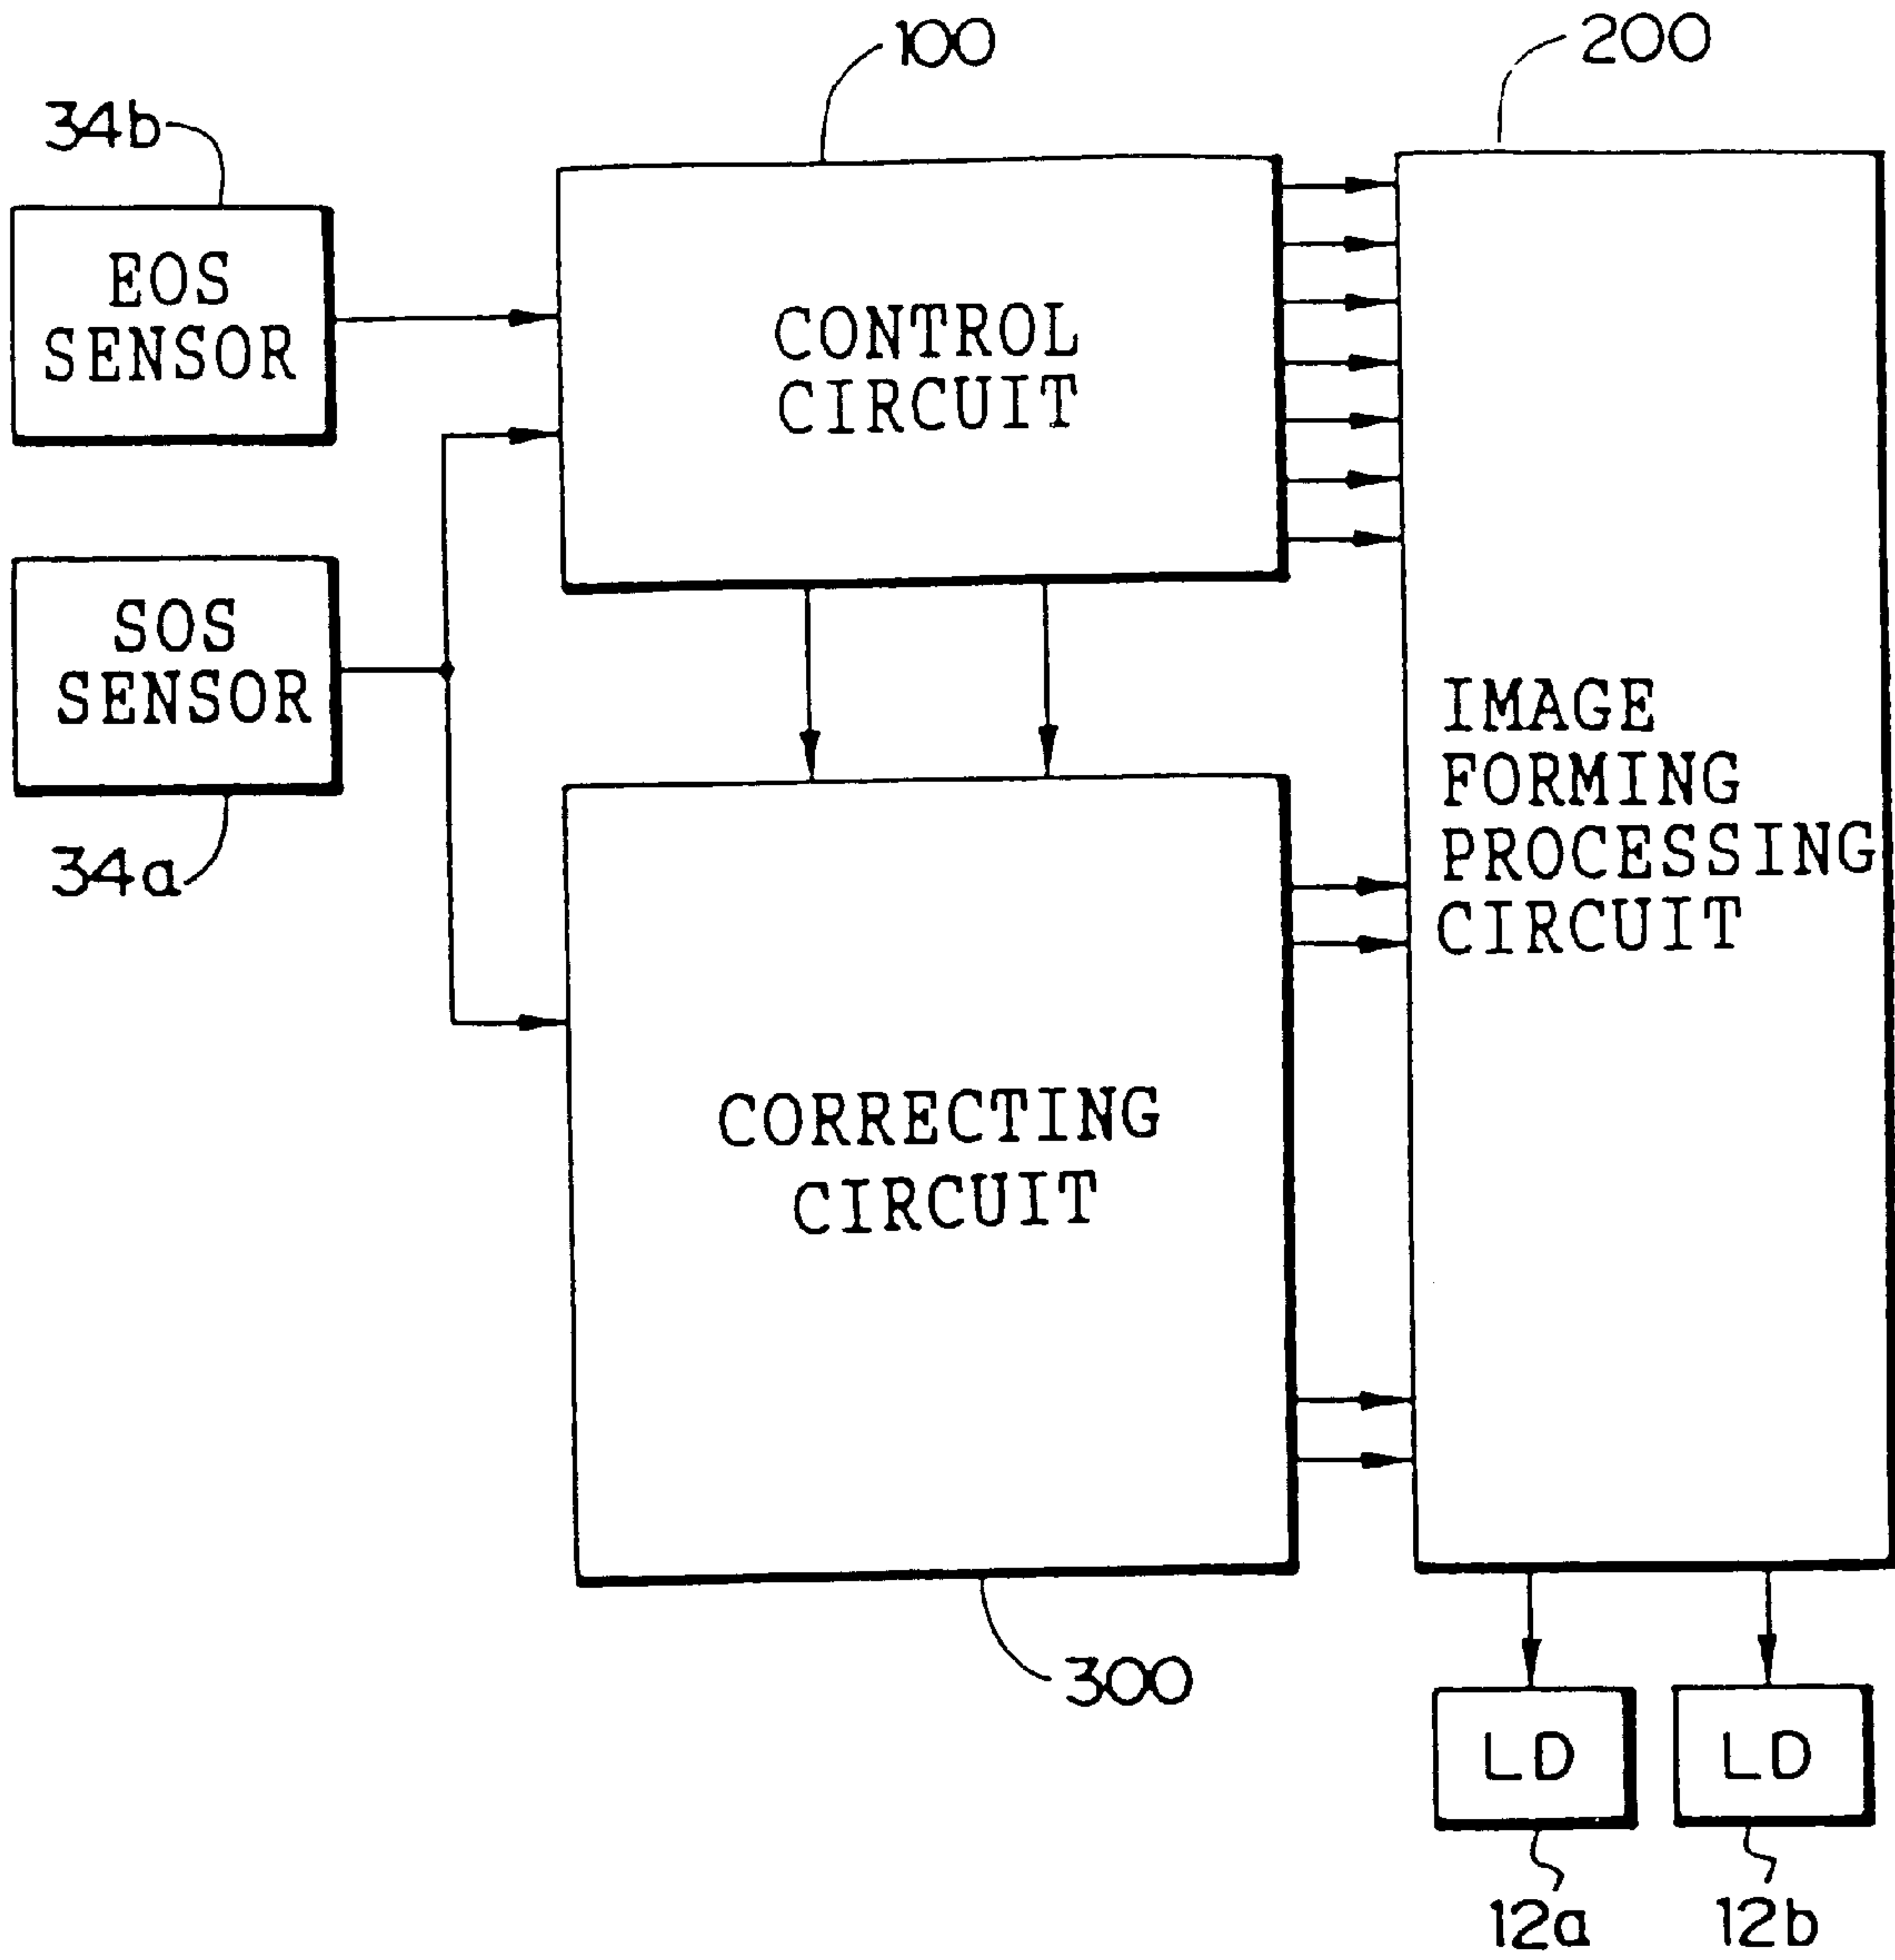 100
200
34b
EOS
SENSOR
CONTROL
CIRCUIT
SOS
SENSOR
34a
IMAGE
FORMING
PROCESSING
CIRCUIT
CORRECTING
CIRCUIT
300
LD
LD
12a
12b